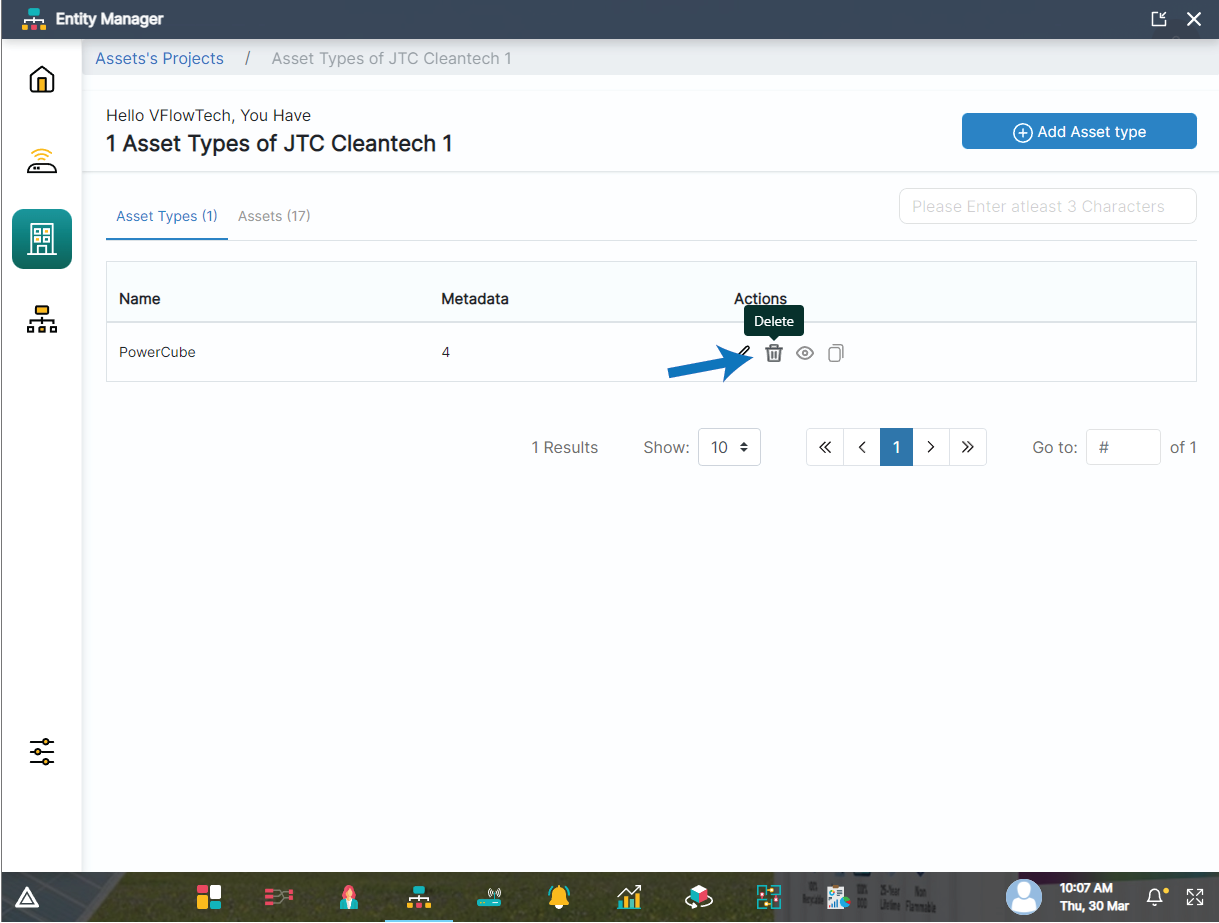 Entity Manager
Assets's Projects / Asset Types of JTC Cleantech 1
Hello VFlowTech, You Have
1 Asset Types of JTC Cleantech 1
Add Asset type
Asset Types (1) Assets (17)
Please Enter atleast 3 Characters
Name Metadata Actions
Delete
PowerCube 4
1 Results Show: 10 1 Go to: # of 1
10:07 AM
Thu, 30 Mar